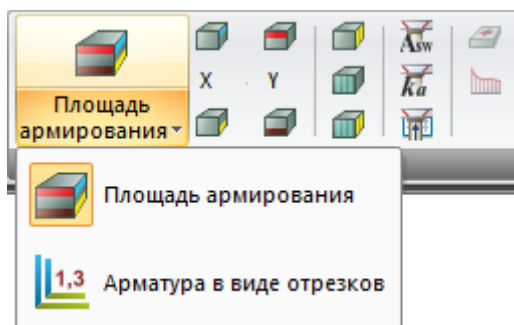 Asw
X Y
Ka
Площадь
армирования
Площадь армирования
1,3
Арматура в виде отрезков